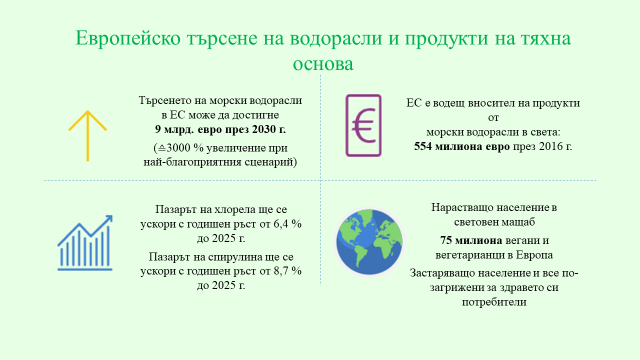 Европейско търсене на водорасли и продукти на тяхна
основа
Търсенето на морски водорасли
в ЕС може да достигне
9 млрд. евро през 2030 г.
(≙3000 % увеличение при
най-благоприятния сценарий)
€
ЕС е водещ вносител на продукти
от
морски водорасли в света:
554 милиона евро през 2016 г.
Пазарът на хлорела ще се
ускори с годишен ръст от 6,4 %
до 2025 г.
Пазарът на спирулина ще се
ускори с годишен ръст от 8,7 %
до 2025 г.
Нарастващо население в
световен мащаб
75 милиона вегани и
вегетарианци в Европа
Застаряващо население и все по-
загрижени за здравето си
потребители